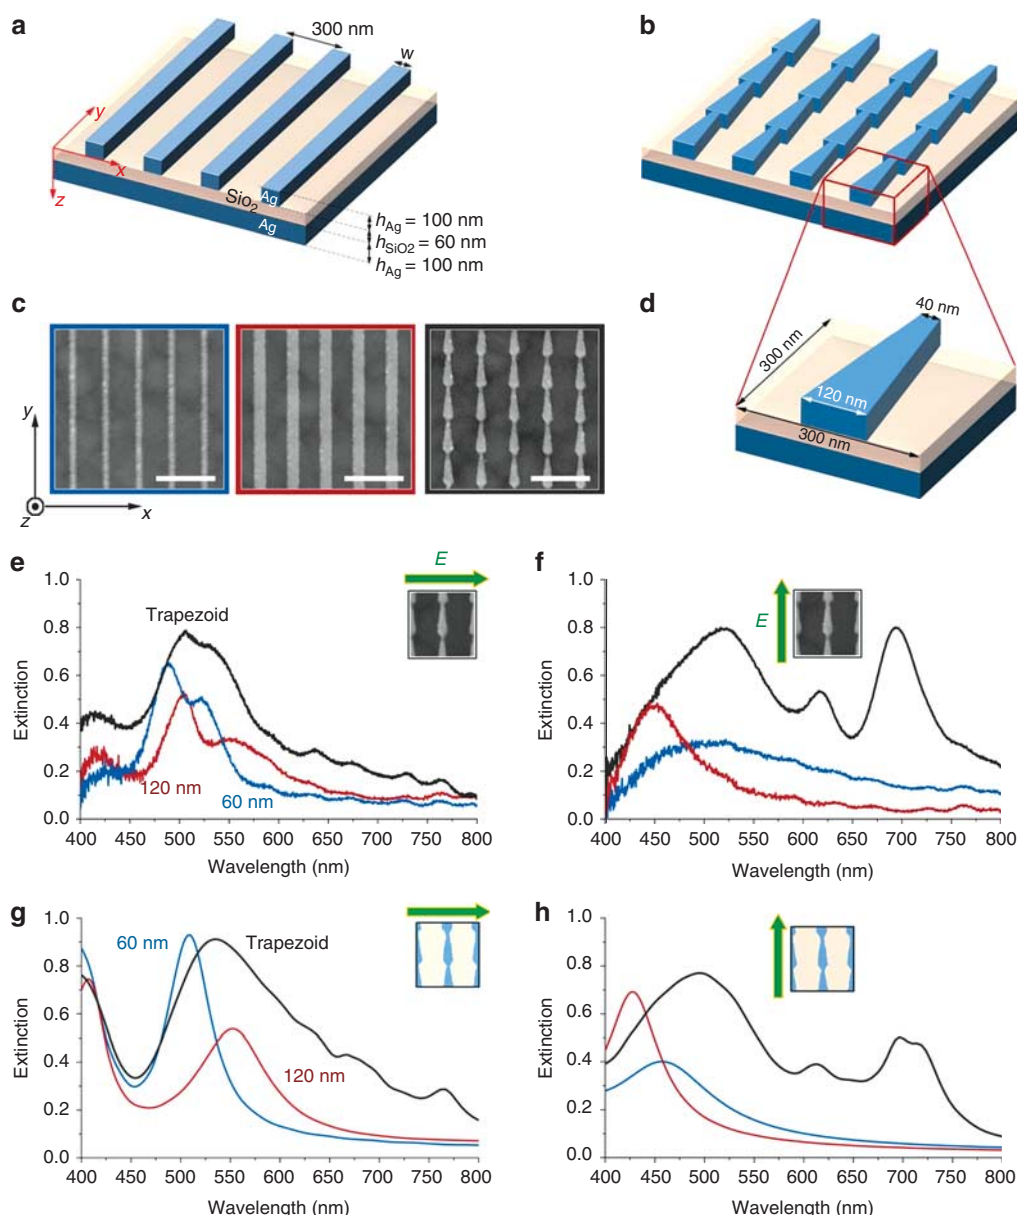 a
300 nm
w
y
x
z
Ag
Sio2
Ag
hAg = 100 nm
hSiO2 = 60 nm
hAg = 100 nm
b
c
y
z
x
d
40 nm
300 nm
120 nm
300 nm
e
E
Trapezoid
120 nm
60 nm
1.0
0.8
0.6
0.4
0.2
0.0
Extinction
400 450 500 550 600 650 700 750 800
Wavelength (nm)
f
E
1.0
0.8
0.6
0.4
0.2
0.0
Extinction
400 450 500 550 600 650 700 750 800
Wavelength (nm)
g
60 nm
Trapezoid
120 nm
1.0
0.8
0.6
0.4
0.2
0.0
Extinction
400 450 500 550 600 650 700 750 800
Wavelength (nm)
h
1.0
0.8
0.6
0.4
0.2
0.0
Extinction
400 450 500 550 600 650 700 750 800
Wavelength (nm)